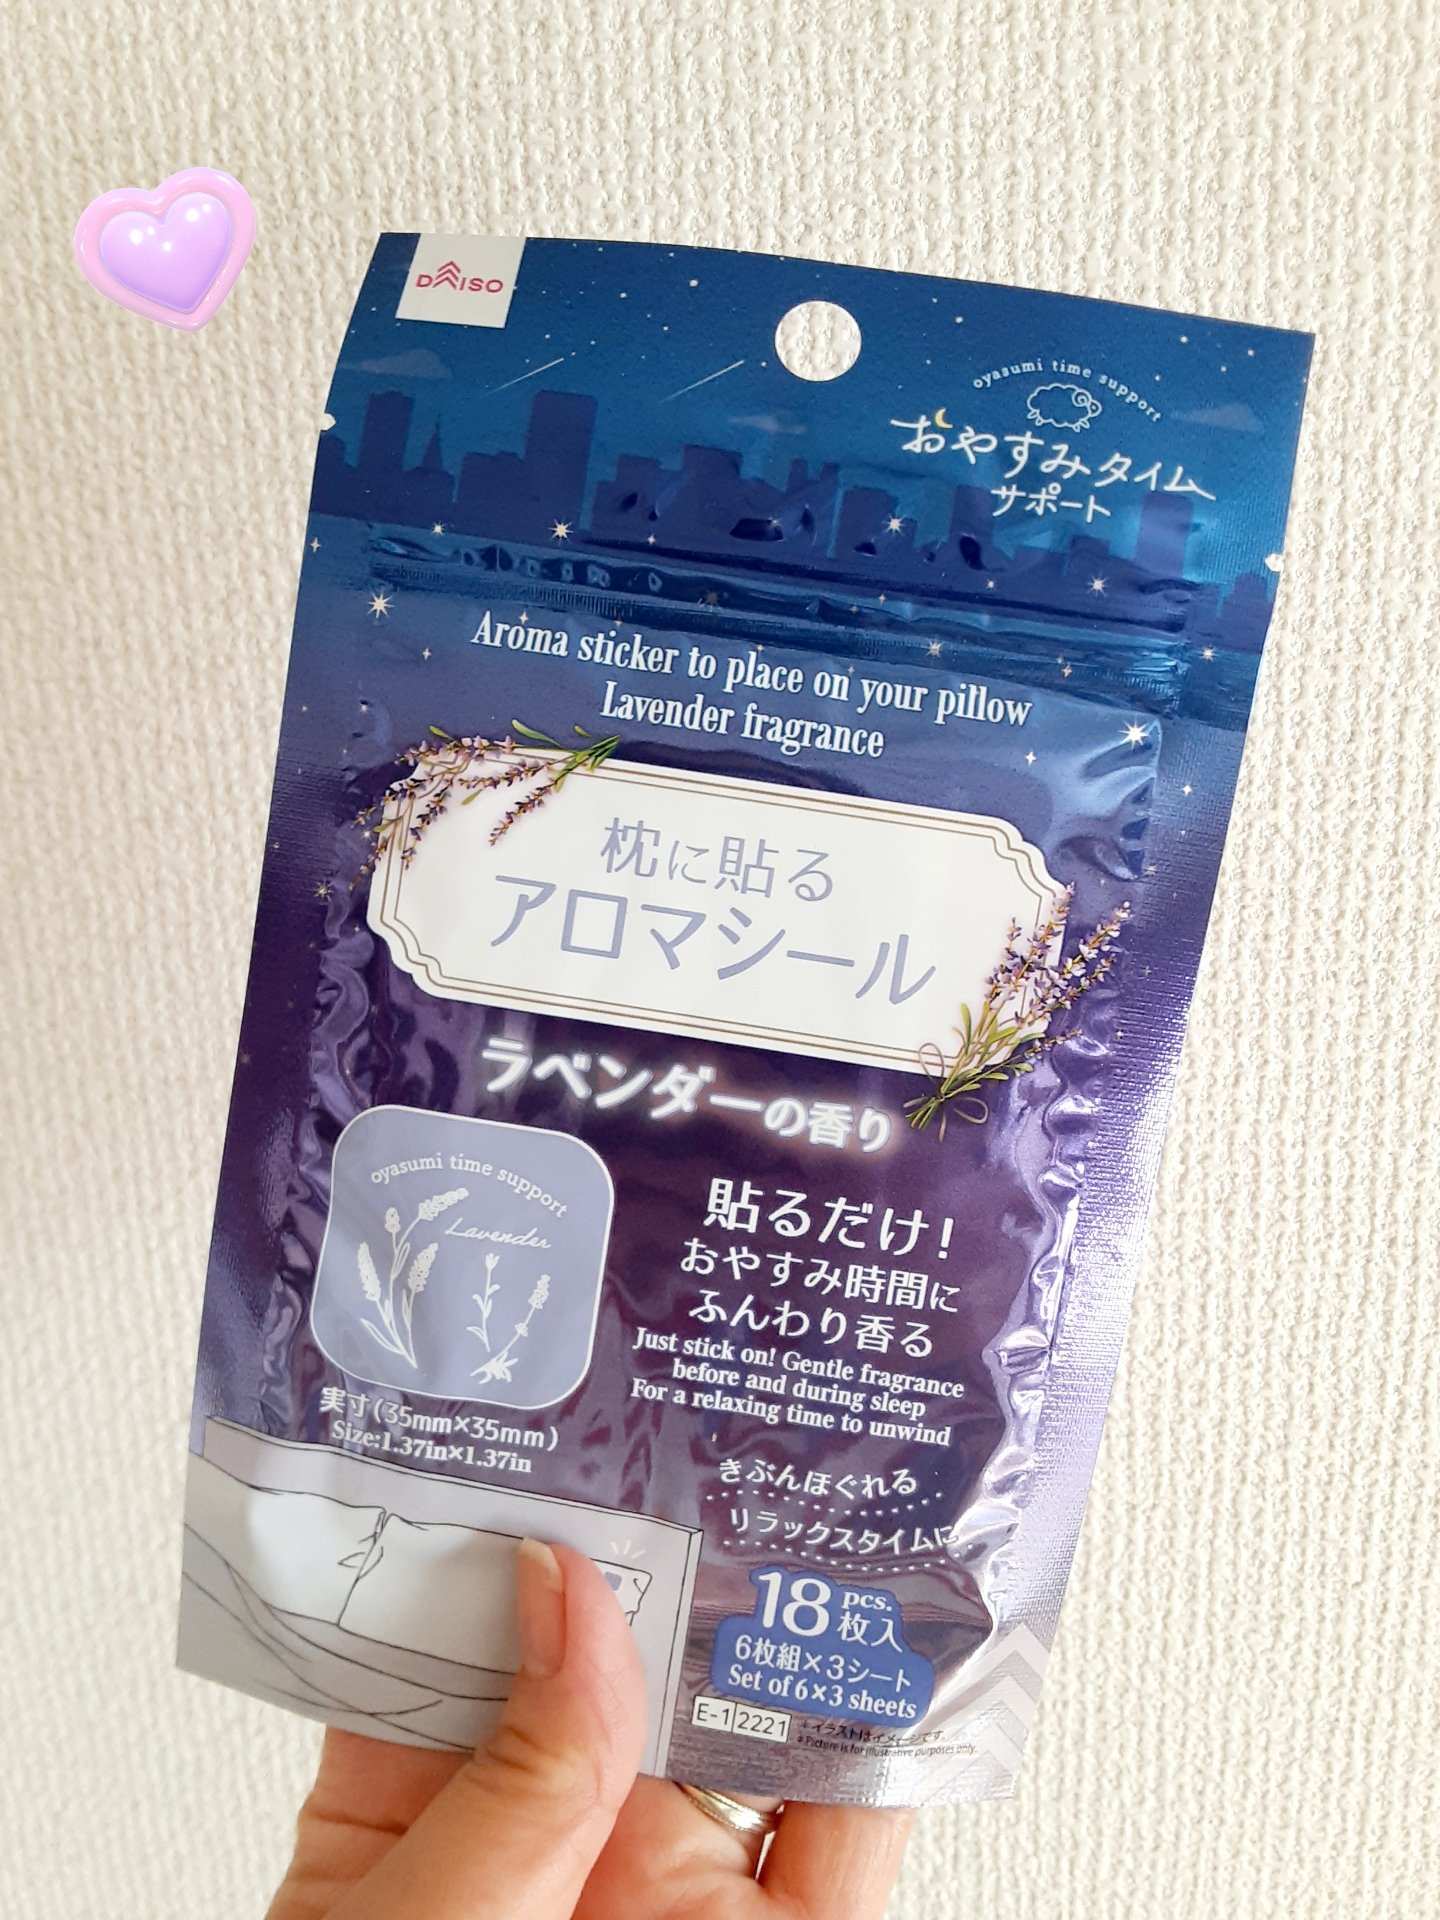 DAISO
oyasumi time support
おやすみタイム
サポート
Aroma sticker to place on your pillow
Lavender fragrance
枕に貼る
アロマシール
ラベンダーの香り
oyasumi time support
Lavender
実寸(35mm×35mm)
Size:1.37in×1.37in
貼るだけ!
おやすみ時間に
ふんわり香る
Just stick on! Gentle fragrance
before and during sleep
For a relaxing time to unwind
きぶんほぐれる
リラックスタイムに
18 pcs.
枚入
6枚組×3シート
Set of 6×3 sheets
E-1 2221
＊イラストはイメージです。
＊Picture is for illustrative purposes only.